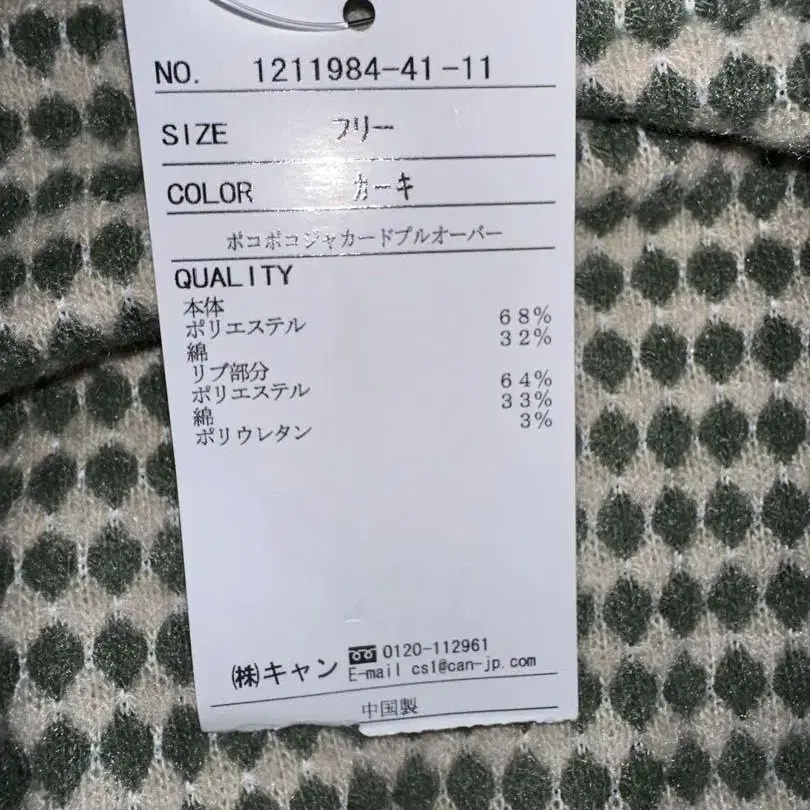 NO. 1211984-41-11
SIZE フリー
COLOR カーキ
ポコポコジャカードプルオーバー
QUALITY
本体
ポリエステル 68%
綿 32%
リブ部分
ポリエステル 64%
綿 33%
ポリウレタン 3%
㈱キャン 0120-112961
E-mail cs1@can-jp.com
中国製